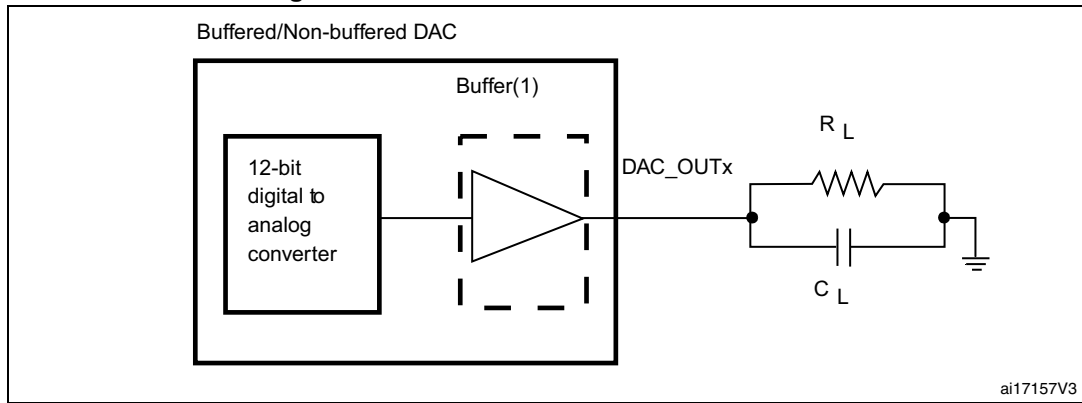 Buffered/Non-buffered DAC
Buffer(1)
12-bit
digital to
analog
converter
DAC_OUTx
R L
C L
ai17157V3